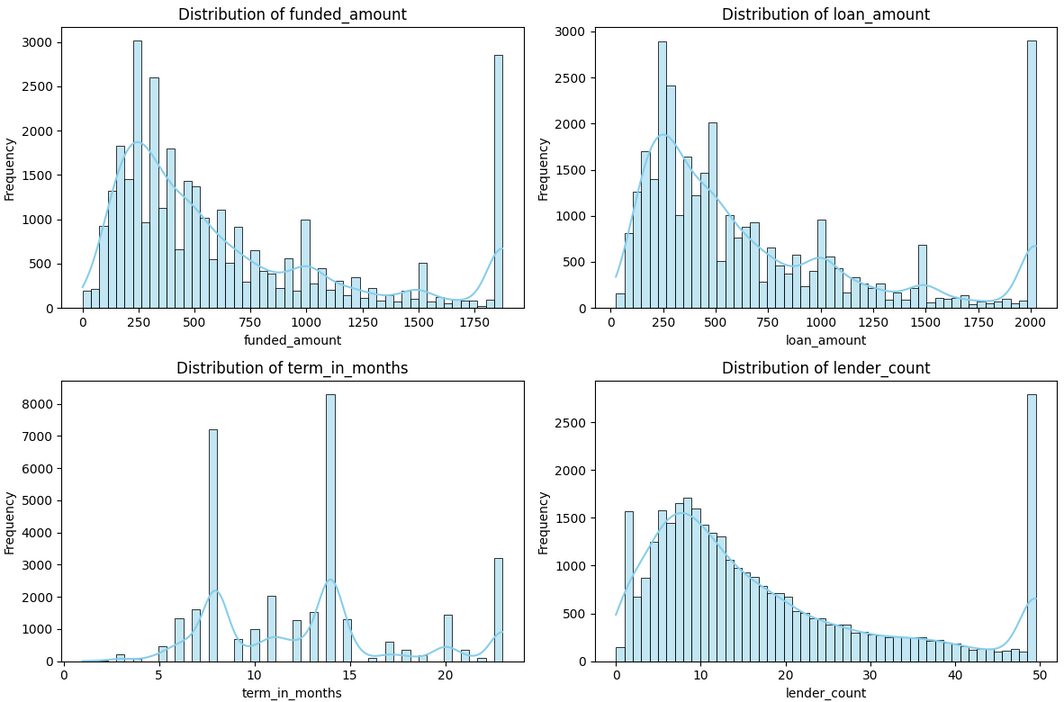 Distribution of funded_amount
3000
2500
2000
1500
1000
500
0
Frequency
0 250 500 750 1000 1250 1500 1750
funded_amount
Distribution of loan_amount
3000
2500
2000
1500
1000
500
0
Frequency
0 250 500 750 1000 1250 1500 1750 2000
loan_amount
Distribution of term_in_months
8000
7000
6000
5000
4000
3000
2000
1000
0
Frequency
0 5 10 15 20
term_in_months
Distribution of lender_count
2500
2000
1500
1000
500
0
Frequency
0 10 20 30 40 50
lender_count